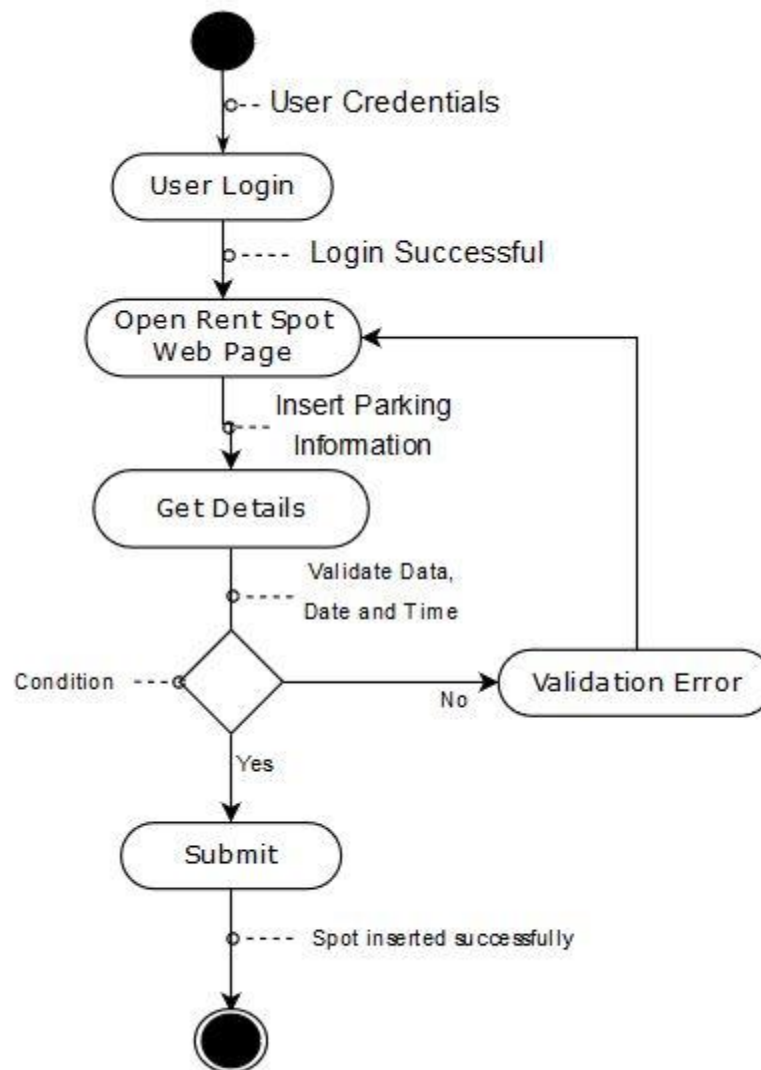 User Credentials
User Login
Login Successful
Open Rent Spot
Web Page
Insert Parking
Information
Get Details
Validate Data,
Date and Time
Condition
No
Validation Error
Yes
Submit
Spot inserted successfully